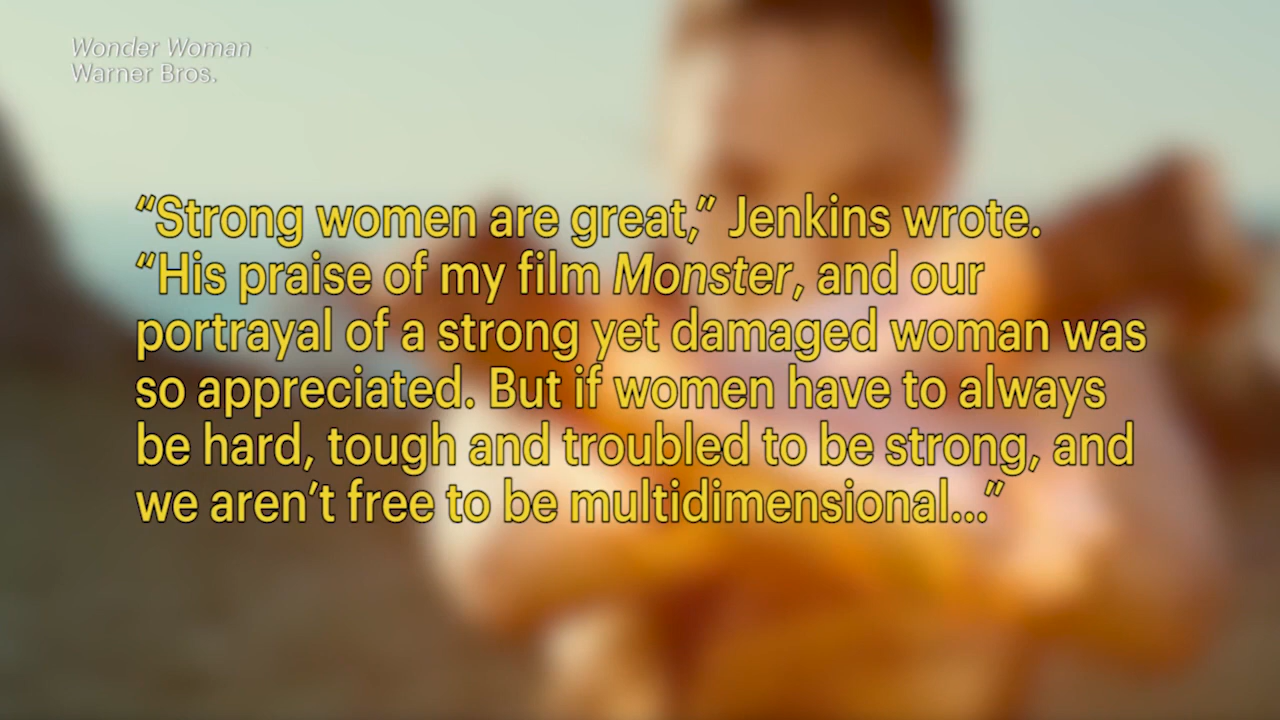 Wonder Woman
Warner Bros.
“Strong women are great,” Jenkins wrote.
“His praise of my film Monster, and our
portrayal of a strong yet damaged woman was
so appreciated. But if women have to always
be hard, tough and troubled to be strong, and
we aren’t free to be multidimensional...”